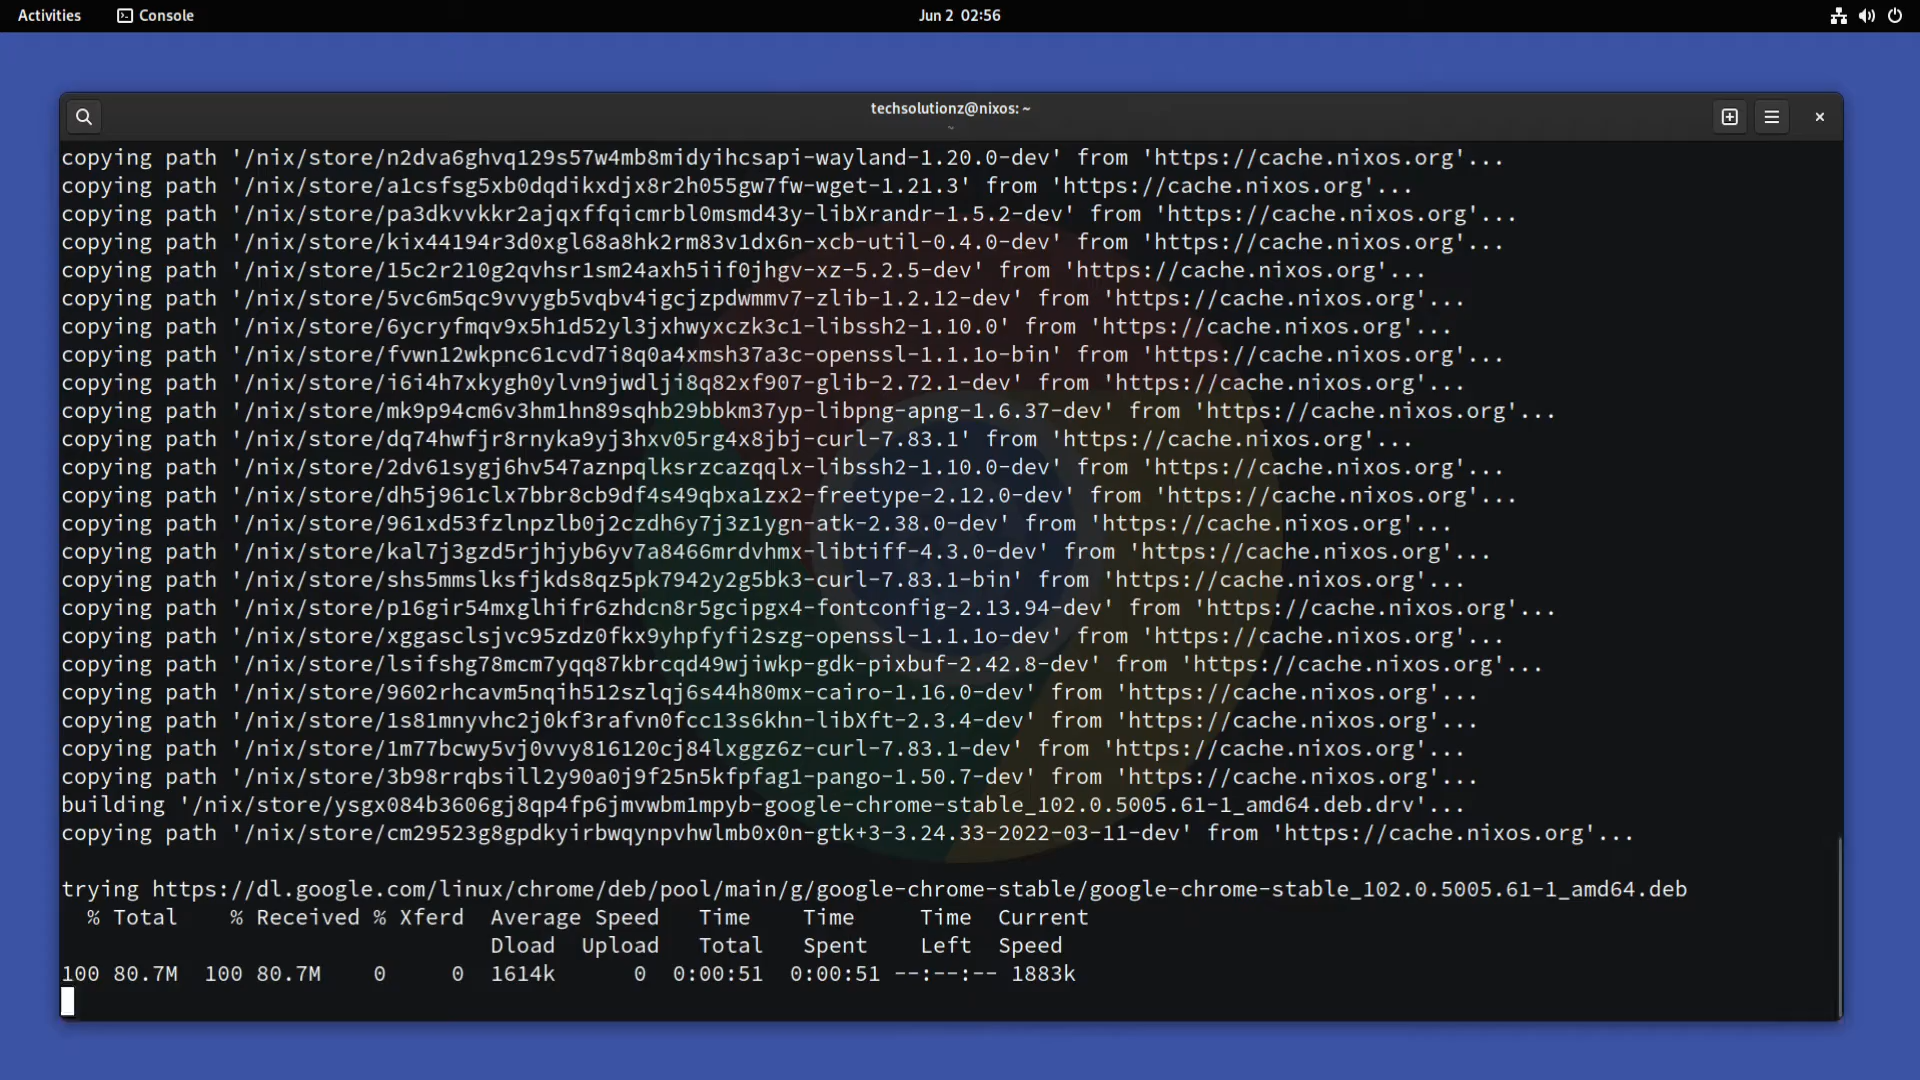 Activities Console Jun 2 02:56
techsolutionz@nixos: ~
~
copying path '/nix/store/n2dva6ghvq129s57w4mb8midyihcsapi-wayland-1.20.0-dev' from 'https://cache.nixos.org'...
copying path '/nix/store/a1csfsg5xb0dqdikxdjx8r2h055gw7fw-wget-1.21.3' from 'https://cache.nixos.org'...
copying path '/nix/store/pa3dkvvkkr2ajqxffqicmrbl0msmd43y-libXrandr-1.5.2-dev' from 'https://cache.nixos.org'...
copying path '/nix/store/kix44194r3d0xgl68a8hk2rm83v1dx6n-xcb-util-0.4.0-dev' from 'https://cache.nixos.org'...
copying path '/nix/store/15c2r210g2qvhsr1sm24axh5iif0jhgv-xz-5.2.5-dev' from 'https://cache.nixos.org'...
copying path '/nix/store/5vc6m5qc9vvygb5vqbv4igcjzpdwmmv7-zlib-1.2.12-dev' from 'https://cache.nixos.org'...
copying path '/nix/store/6ycryfmqv9x5h1d52yl3jxhwyxczk3c1-libssh2-1.10.0' from 'https://cache.nixos.org'...
copying path '/nix/store/fvwn12wkpnc61cvd7i8q0a4xmsh37a3c-openssl-1.1.1o-bin' from 'https://cache.nixos.org'...
copying path '/nix/store/i6i4h7xkygh0ylvn9jwdlji8q82xf907-glib-2.72.1-dev' from 'https://cache.nixos.org'...
copying path '/nix/store/mk9p94cm6v3hm1hn89sqhb29bbkm37yp-libpng-apng-1.6.37-dev' from 'https://cache.nixos.org'...
copying path '/nix/store/dq74hwfjr8rnyka9yj3hxv05rg4x8jbj-curl-7.83.1' from 'https://cache.nixos.org'...
copying path '/nix/store/2dv61sygj6hv547aznpqlksrzcazqqlx-libssh2-1.10.0-dev' from 'https://cache.nixos.org'...
copying path '/nix/store/dh5j961clx7bbr8cb9df4s49qbxa1zx2-freetype-2.12.0-dev' from 'https://cache.nixos.org'...
copying path '/nix/store/961xd53fzlnpzlb0j2czdh6y7j3z1ygn-atk-2.38.0-dev' from 'https://cache.nixos.org'...
copying path '/nix/store/kal7j3gzd5rjhjyb6yv7a8466mrdvhmx-libtiff-4.3.0-dev' from 'https://cache.nixos.org'...
copying path '/nix/store/shs5mmslksfjkds8qz5pk7942y2g5bk3-curl-7.83.1-bin' from 'https://cache.nixos.org'...
copying path '/nix/store/p16gir54mxglhifr6zhdcn8r5gcipgx4-fontconfig-2.13.94-dev' from 'https://cache.nixos.org'...
copying path '/nix/store/xggasclsjvc95zdz0fkx9yhpfyfi2szg-openssl-1.1.1o-dev' from 'https://cache.nixos.org'...
copying path '/nix/store/lsifshg78mcm7yqq87kbrcqd49wjiwkp-gdk-pixbuf-2.42.8-dev' from 'https://cache.nixos.org'...
copying path '/nix/store/9602rhcavm5nqih512szlqj6s44h80mx-cairo-1.16.0-dev' from 'https://cache.nixos.org'...
copying path '/nix/store/1s81mnyvhc2j0kf3rafvn0fcc13s6khn-libXft-2.3.4-dev' from 'https://cache.nixos.org'...
copying path '/nix/store/1m77bcwy5vj0vvy816120cj84lxggz6z-curl-7.83.1-dev' from 'https://cache.nixos.org'...
copying path '/nix/store/3b98rrqbsill2y90a0j9f25n5kfpfag1-pango-1.50.7-dev' from 'https://cache.nixos.org'...
building '/nix/store/ysgx084b3606gj8qp4fp6jmvwbm1mpyb-google-chrome-stable_102.0.5005.61-1_amd64.deb.drv'...
copying path '/nix/store/cm29523g8gpdkyirbwqynpvhwlmb0x0n-gtk+3-3.24.33-2022-03-11-dev' from 'https://cache.nixos.org'...
trying https://dl.google.com/linux/chrome/deb/pool/main/g/google-chrome-stable/google-chrome-stable_102.0.5005.61-1_amd64.deb
% Total % Received % Xferd Average Speed Time Time Time Current
Dload Upload Total Spent Left Speed
100 80.7M 100 80.7M 0 0 1614k 0 0:00:51 0:00:51 --:--:-- 1883k